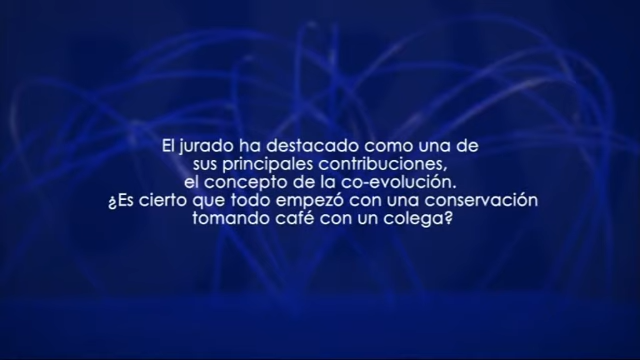 El jurado ha destacado como una de
sus principales contribuciones,
el concepto de la co-evolución.
¿Es cierto que todo empezó con una conservación
tomando café con un colega?